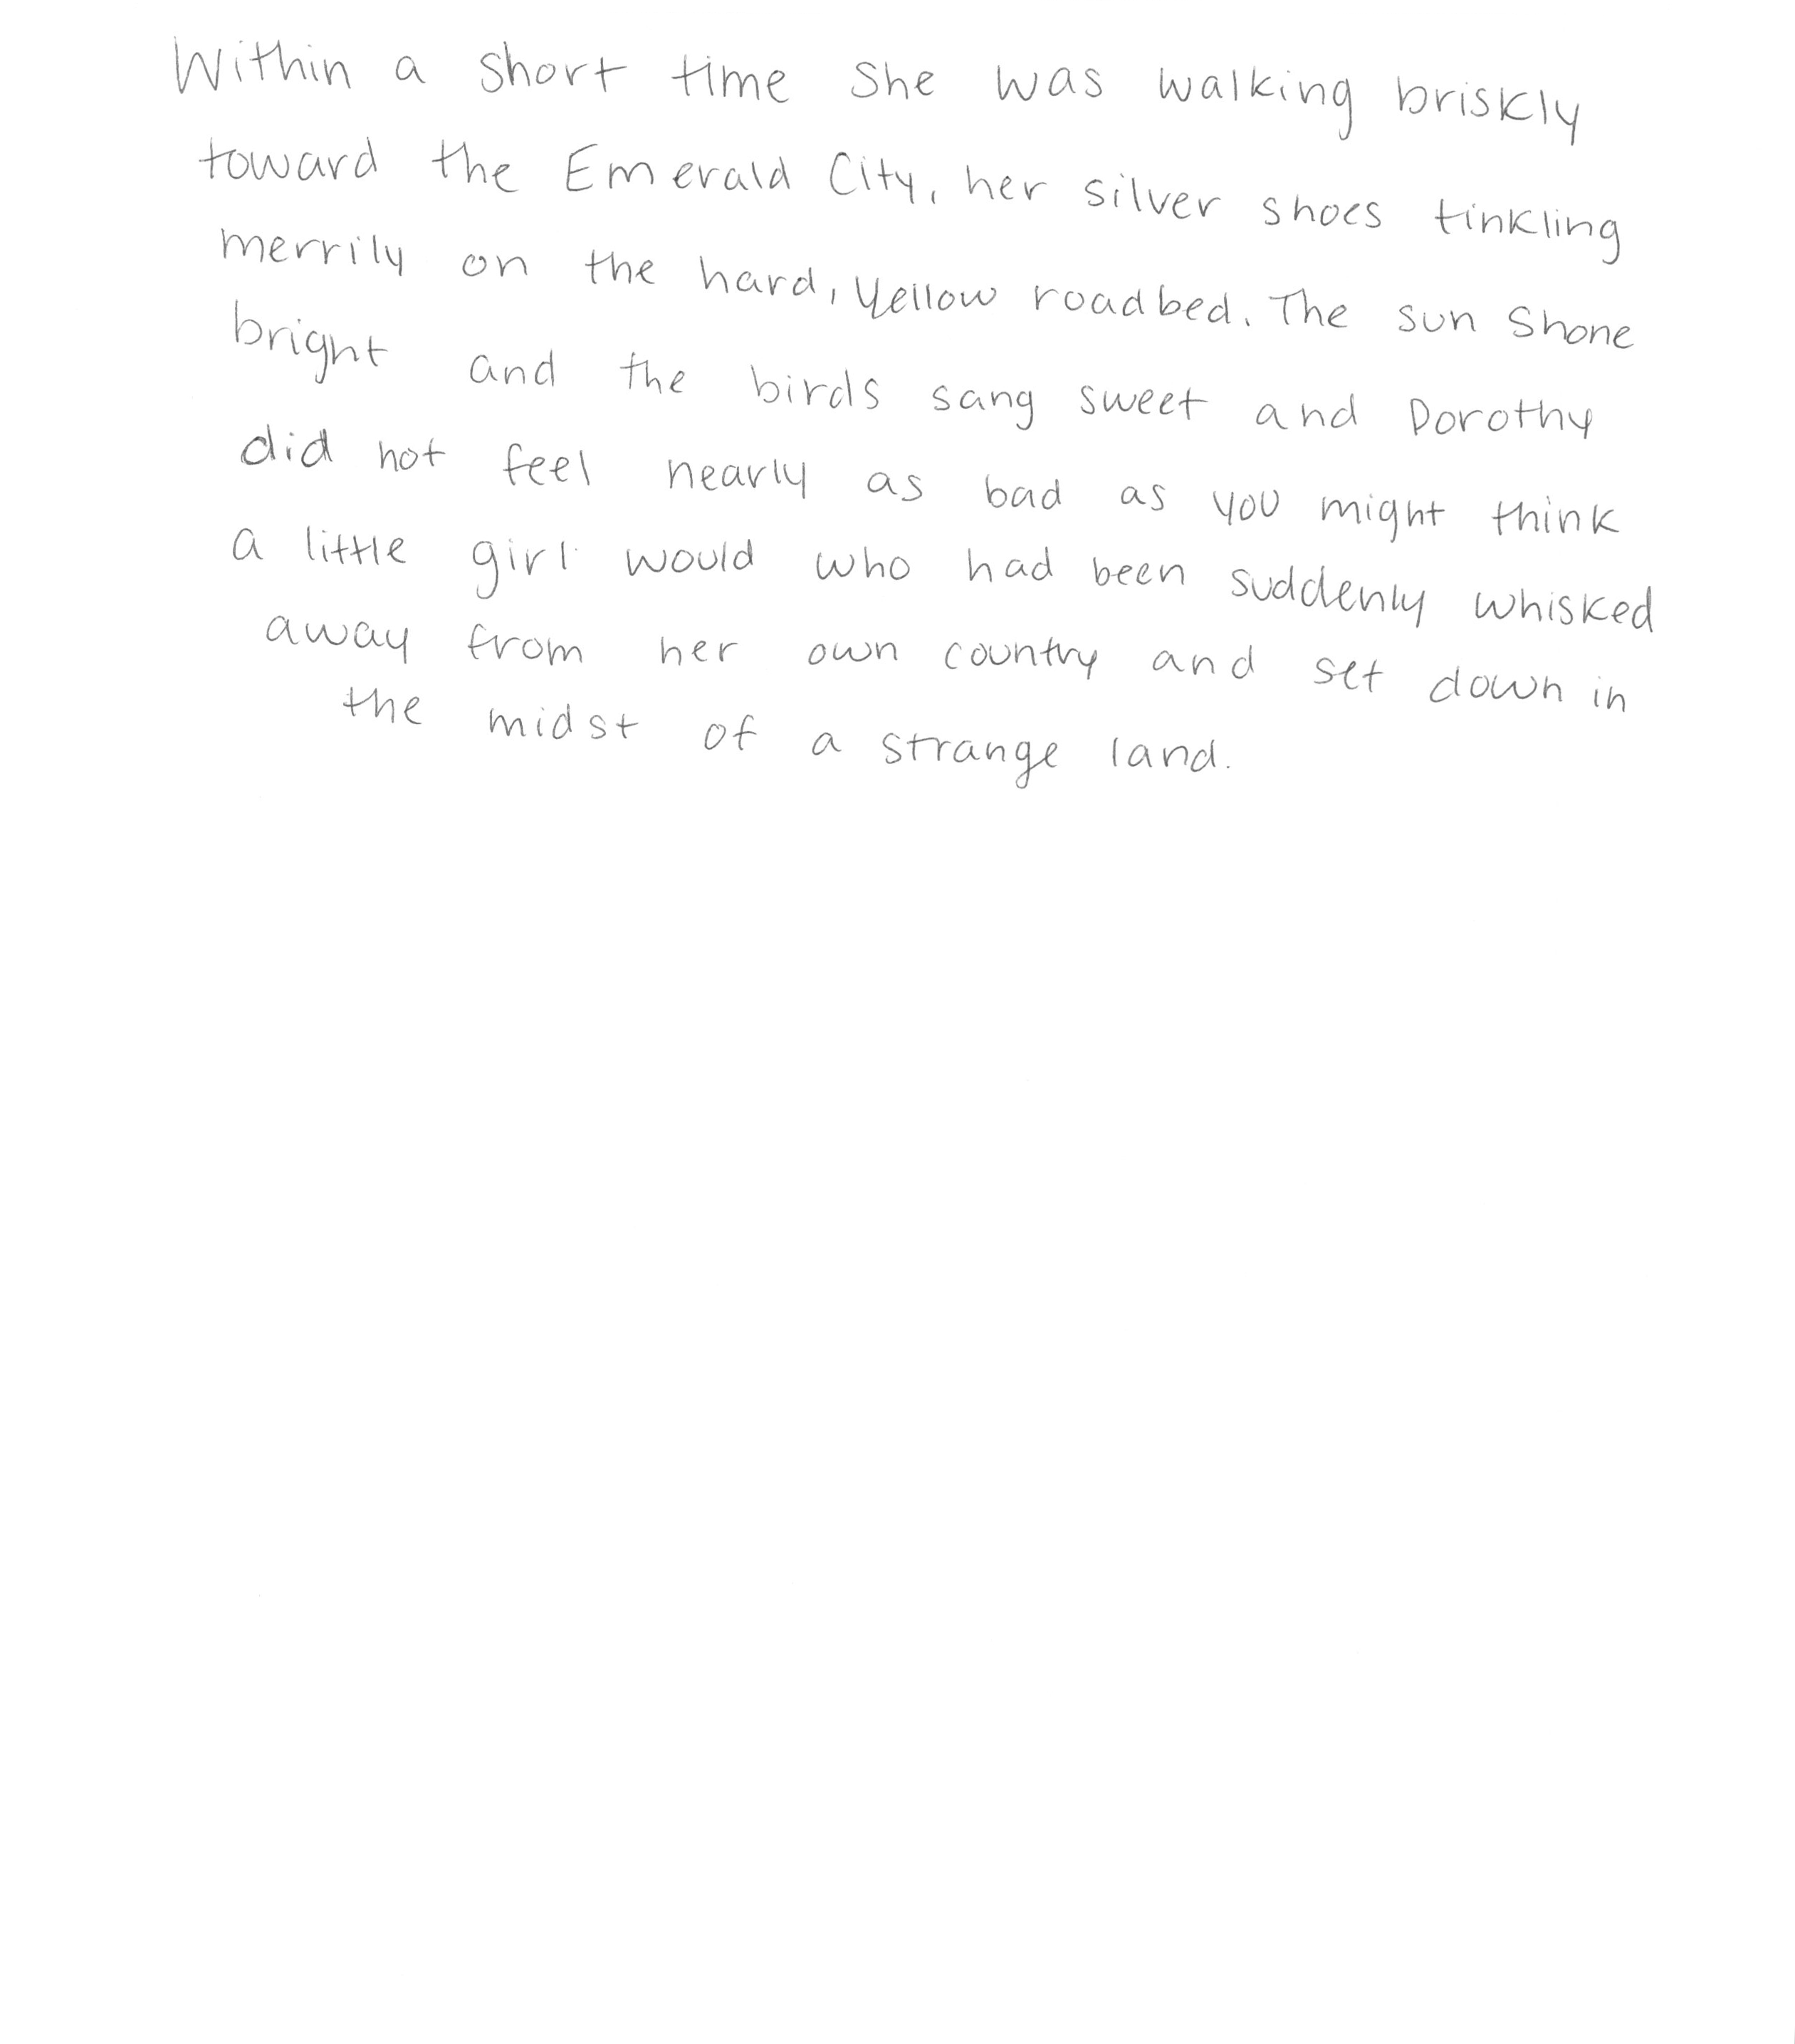 Within a short time she was walking briskly
toward the Emerald City, her silver shoes tinkling
merrily on the hard, yellow roadbed. The sun shone
bright and the birds sang sweet and Dorothy
did not feel nearly as bad as you might think
a little girl would who had been suddenly whisked
away from her own country and set down in
the midst of a strange land.